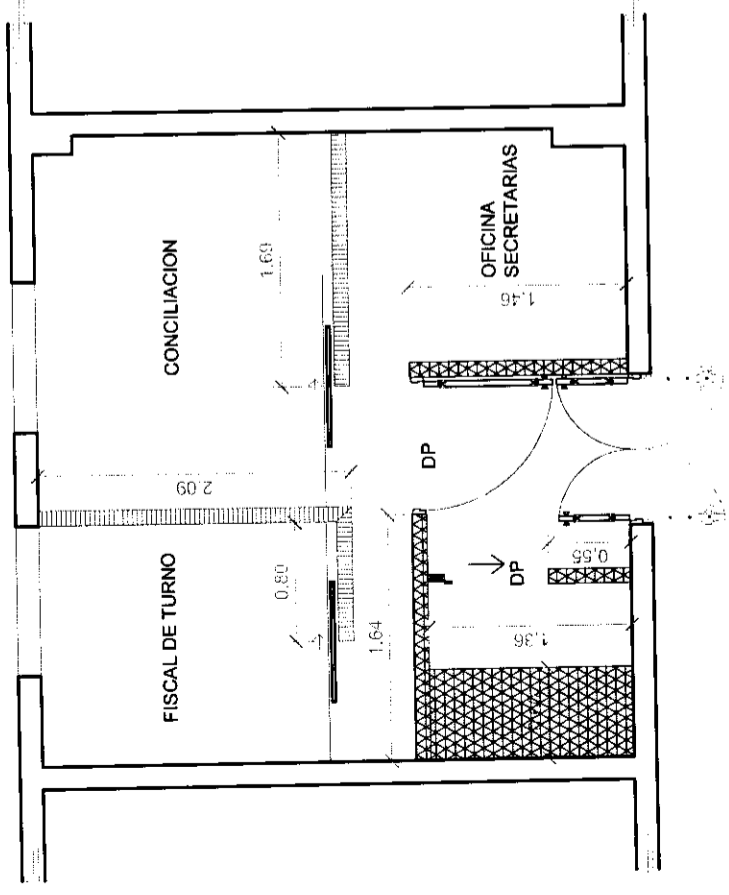 CONCILIACION
1.69
OFICINA
SECRETARIAS
1.46
DP
2.09
FISCAL DE TURNO
0.80
1.64
DP
0.55
1.36